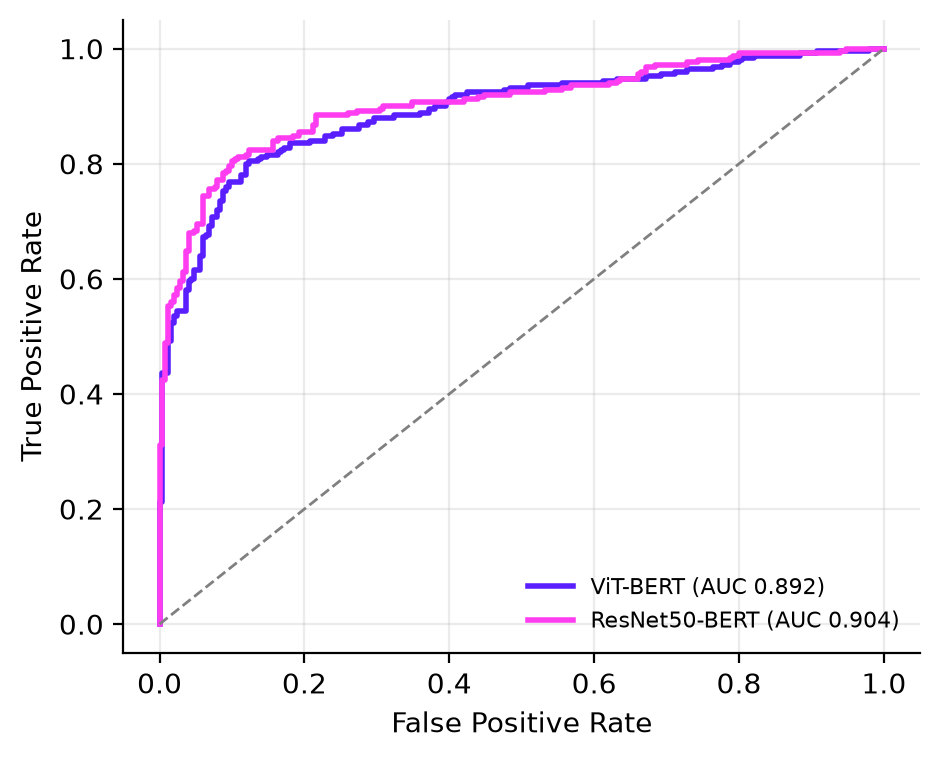 1.0
0.8
0.6
0.4
0.2
0.0
True Positive Rate
ViT-BERT (AUC 0.892)
ResNet50-BERT (AUC 0.904)
0.0 0.2 0.4 0.6 0.8 1.0
False Positive Rate